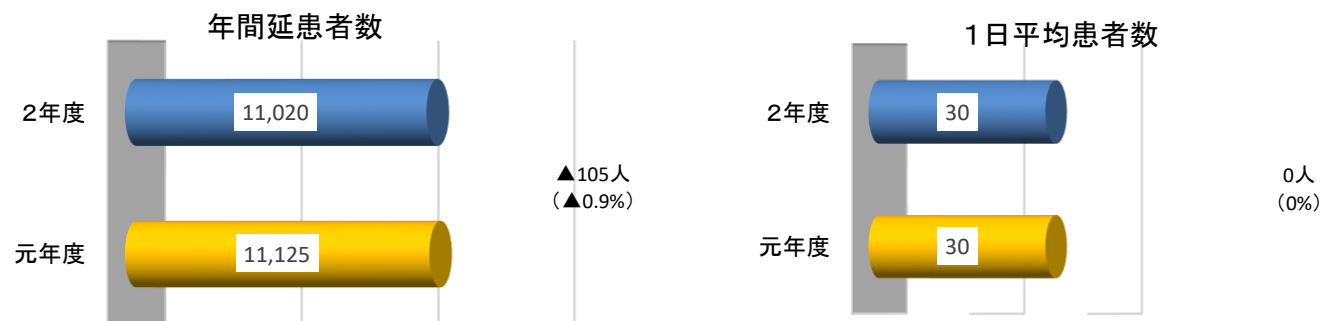 年間延患者数
2年度
11,020
▲105人
(▲0.9%)
元年度
11,125
1日平均患者数
2年度
30
0人
(0%)
元年度
30